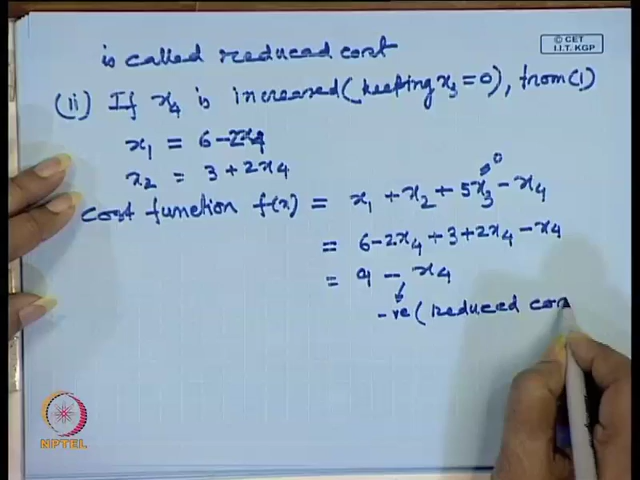 © CET
I.I.T. KGP
is called reduced cost
(ii) If x₄ is increased (keeping x₃ = 0), from (1)
x₁ = 6 - 2x₄
x₂ = 3 + 2x₄
cost function f(x) = x₁ + x₂ + 5x₃ - x₄
0
= 6 - 2x₄ + 3 + 2x₄ - x₄
= 9 - x₄
-ve (reduced cos
NPTEL